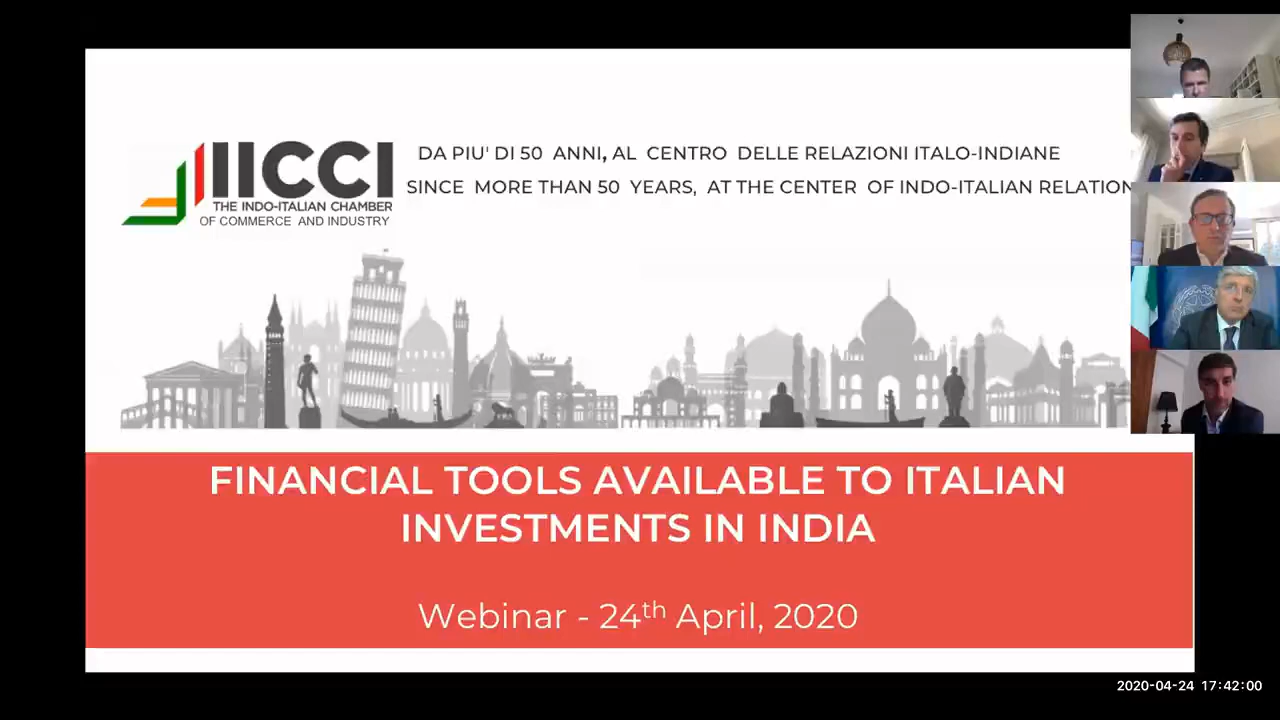 IICCI
THE INDO-ITALIAN CHAMBER
OF COMMERCE AND INDUSTRY
DA PIU' DI 50 ANNI, AL CENTRO DELLE RELAZIONI ITALO-INDIANE
SINCE MORE THAN 50 YEARS, AT THE CENTER OF INDO-ITALIAN RELATION
FINANCIAL TOOLS AVAILABLE TO ITALIAN
INVESTMENTS IN INDIA
Webinar - 24th April, 2020
2020-04-24 17:42:00